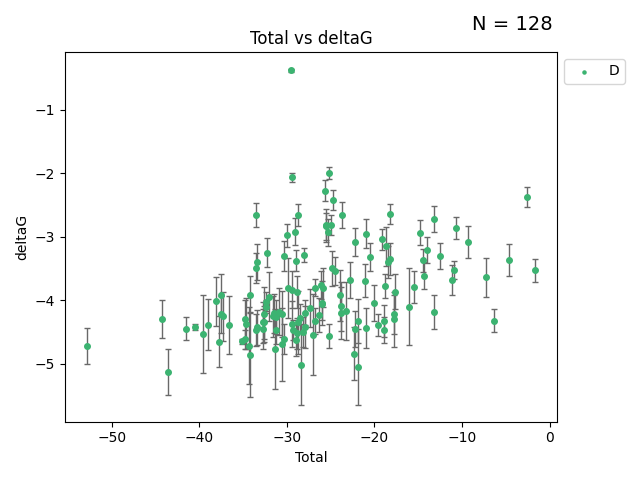 N = 128
Total vs deltaG
D
deltaG
−1
−2
−3
−4
−5
−50
−40
−30
−20
−10
0
Total